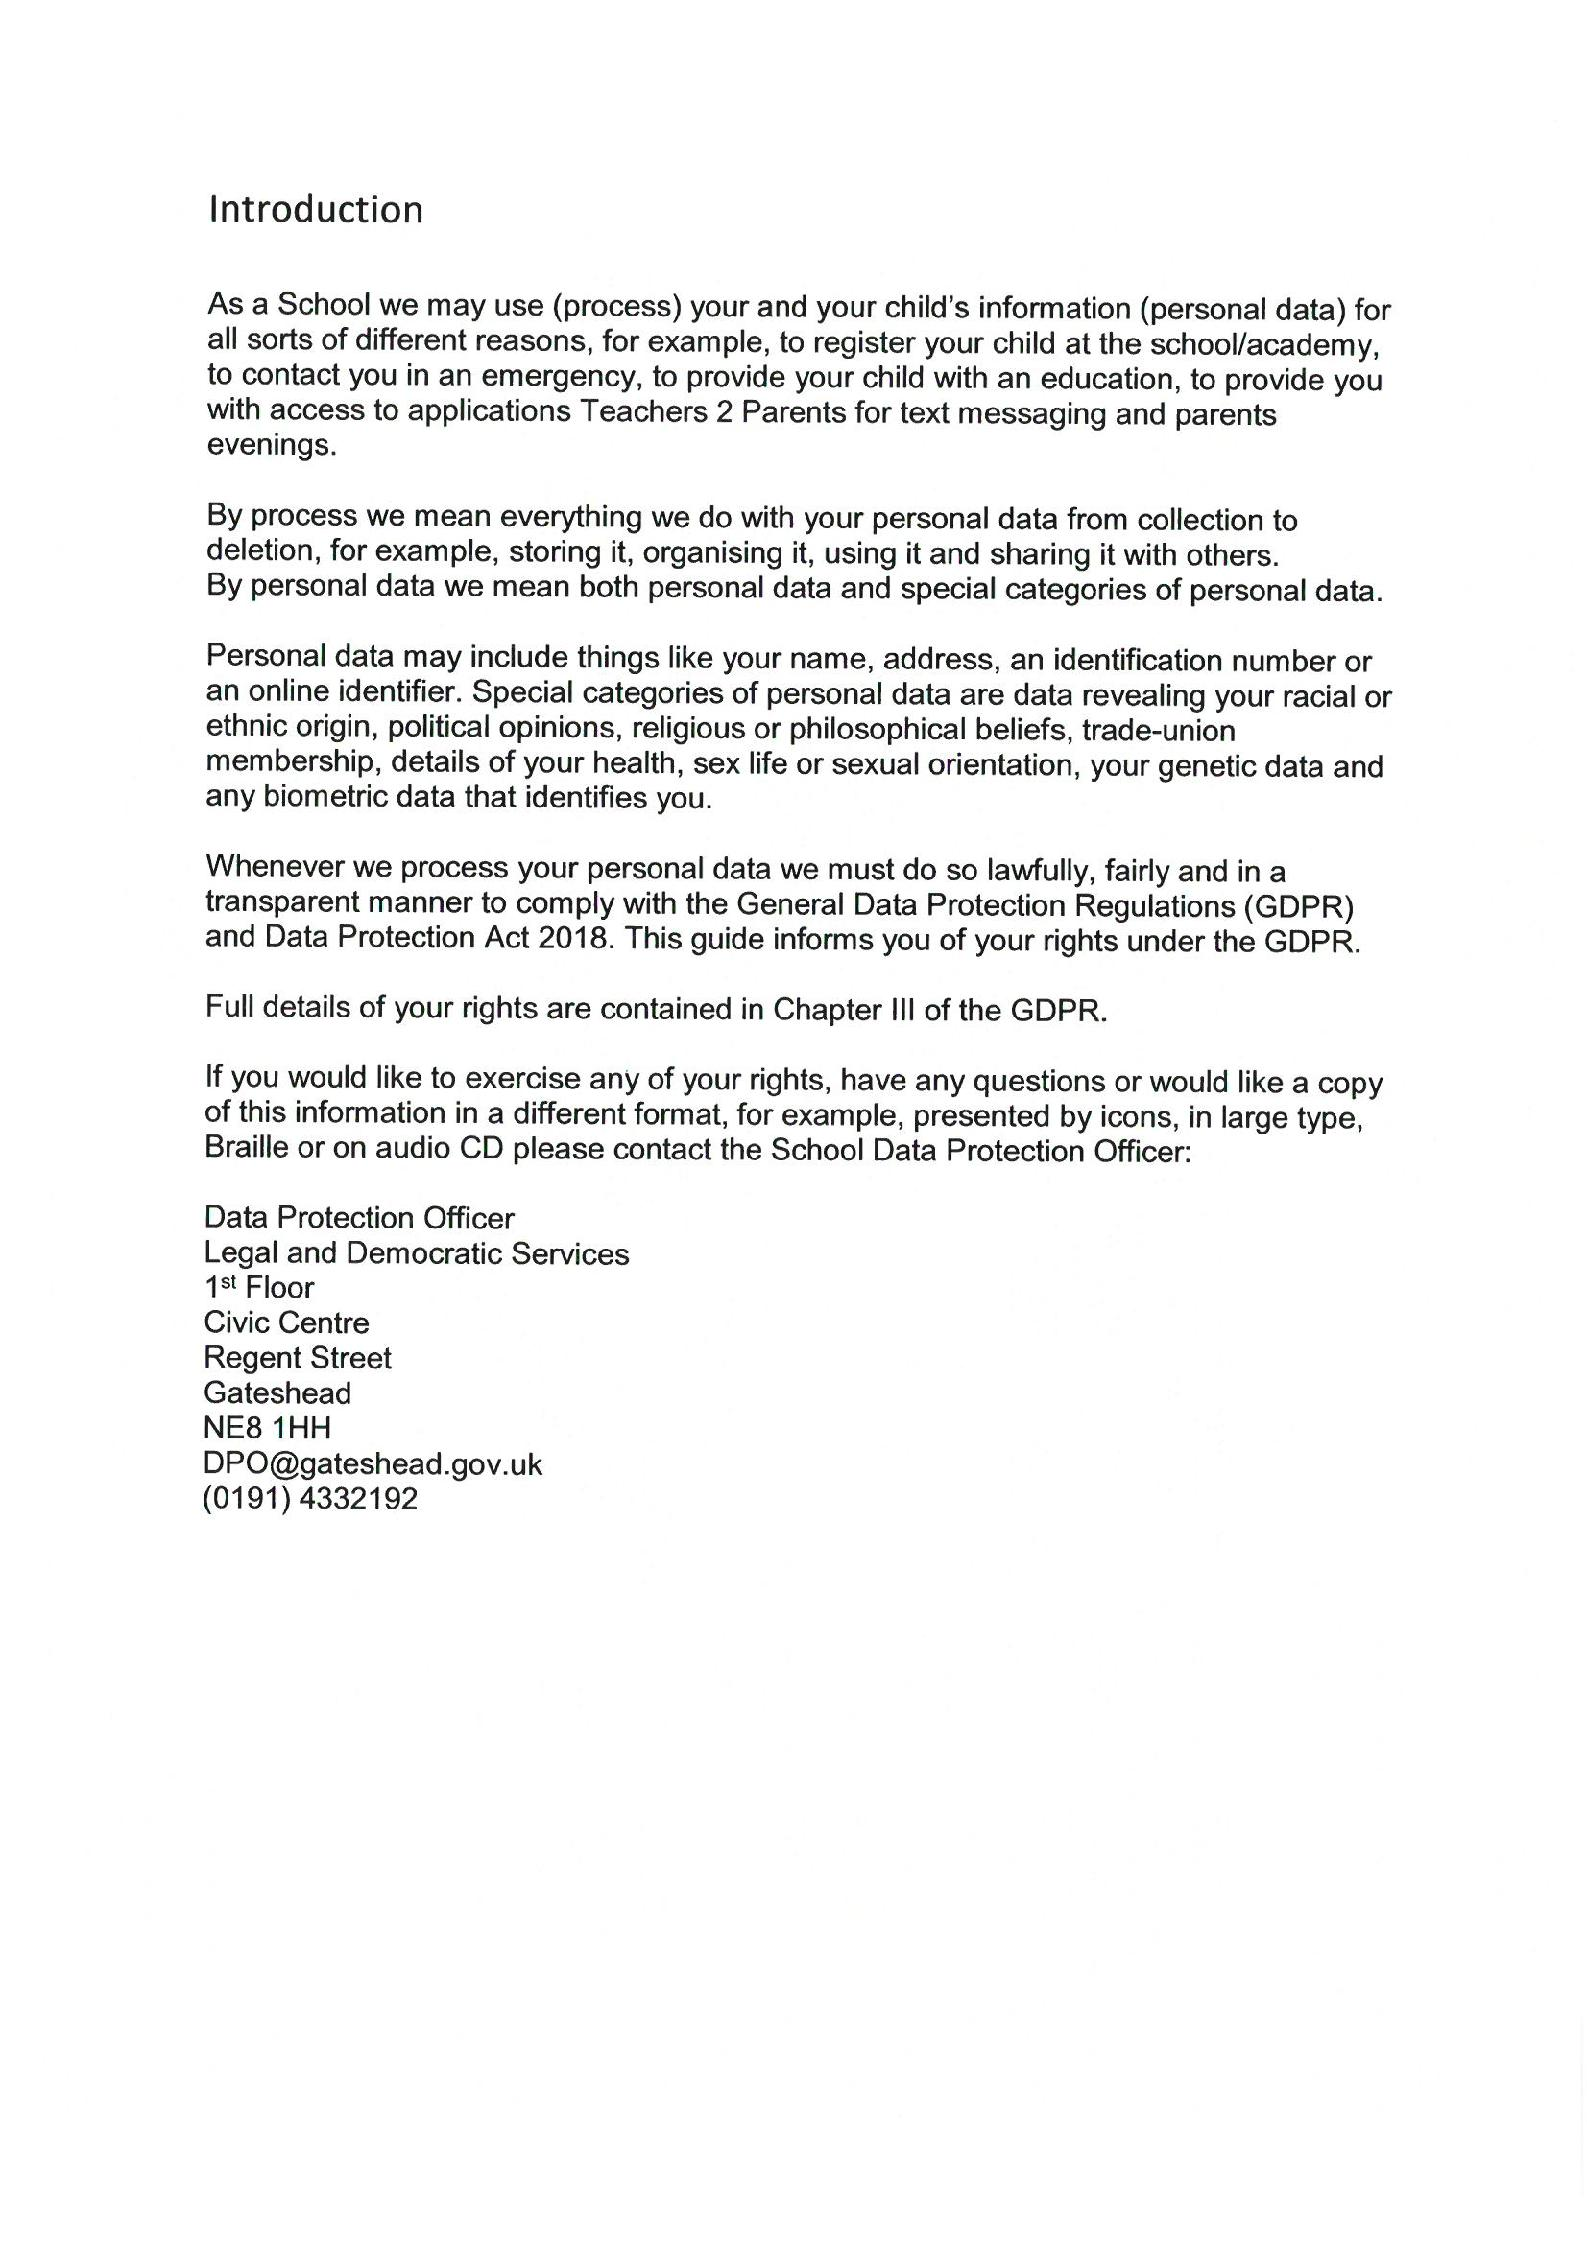 Introduction
As a School we may use (process) your and your child's information (personal data) for
all sorts of different reasons, for example, to register your child at the school/academy,
to contact you in an emergency, to provide your child with an education, to provide you
with access to applications Teachers 2 Parents for text messaging and parents
evenings.
By process we mean everything we do with your personal data from collection to
deletion, for example, storing it, organising it, using it and sharing it with others.
By personal data we mean both personal data and special categories of personal data.
Personal data may include things like your name, address, an identification number or
an online identifier. Special categories of personal data are data revealing your racial or
ethnic origin, political opinions, religious or philosophical beliefs, trade-union
membership, details of your health, sex life or sexual orientation, your genetic data and
any biometric data that identifies you.
Whenever we process your personal data we must do so lawfully, fairly and in a
transparent manner to comply with the General Data Protection Regulations (GDPR)
and Data Protection Act 2018. This guide informs you of your rights under the GDPR.
Full details of your rights are contained in Chapter III of the GDPR.
If you would like to exercise any of your rights, have any questions or would like a copy
of this information in a different format, for example, presented by icons, in large type,
Braille or on audio CD please contact the School Data Protection Officer:
Data Protection Officer
Legal and Democratic Services
1st Floor
Civic Centre
Regent Street
Gateshead
NE8 1HH
DPO@gateshead.gov.uk
(0191) 4332192